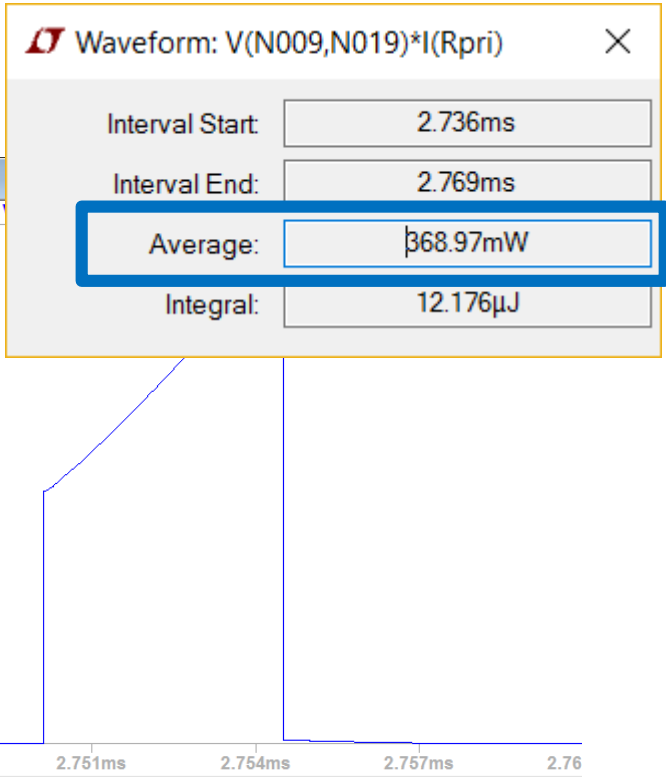 Waveform: V(N009,N019)*I(Rpri)
Interval Start: 2.736ms
Interval End: 2.769ms
Average: 368.97mW
Integral: 12.176µJ
2.751ms 2.754ms 2.757ms 2.76